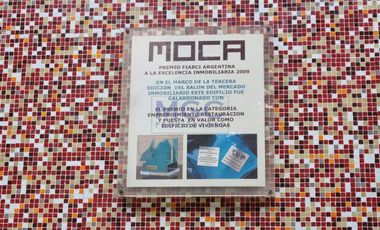 MOCA
PREMIO FIABCI ARGENTINA
A LA EXCELENCIA INMOBILIARIA 2009
EN EL MARCO DE LA TERCERA
EDICION DEL SALON DEL MERCADO
INMOBILIARIO ESTE EDIFICIO FUE
GALARDONADO CON
EL PREMIO EN LA CATEGORIA
EMPRENDIMIENTO RESTAURACION
Y PUESTA EN VALOR COMO
EDIFICIO DE VIVIENDAS